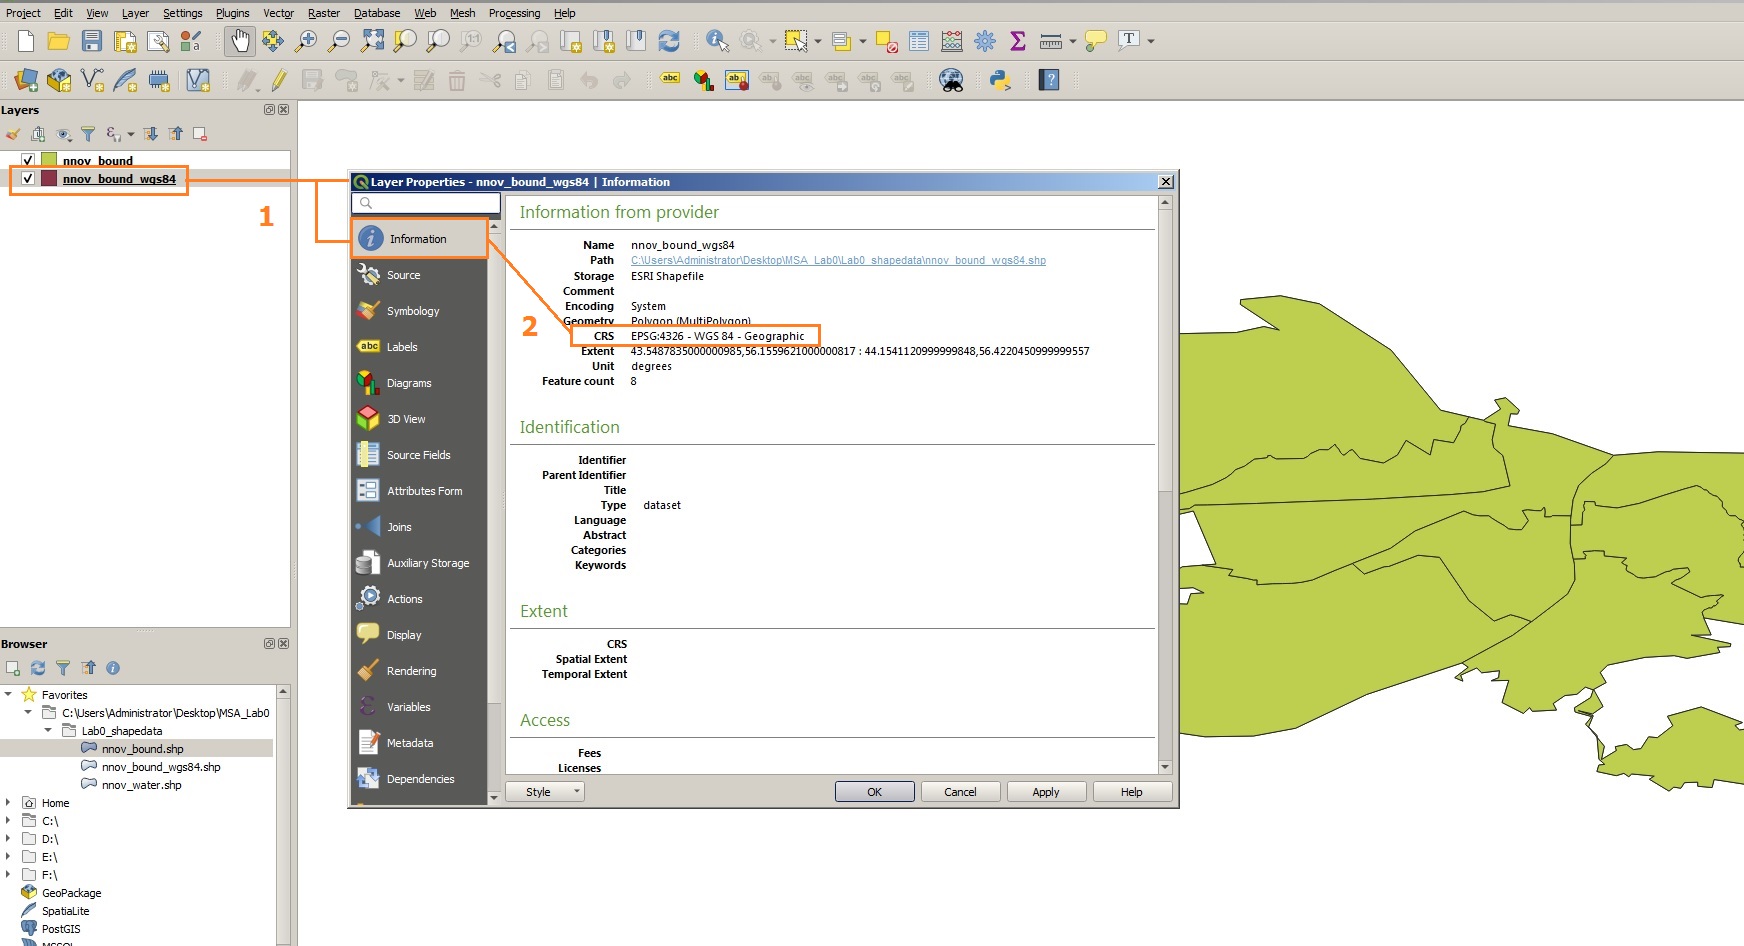 Project Edit View Layer Settings Plugins Vector Raster Database Web Mesh Processing Help
Layers
nnov_bound
nnov_bound_wgs84
1
Layer Properties - nnov_bound_wgs84 | Information
Information
Source
Symbology
abc Labels
Diagrams
3D View
Source Fields
Attributes Form
Joins
Auxiliary Storage
Actions
Display
Rendering
Variables
Metadata
Dependencies
2
Information from provider
Name nnov_bound_wgs84
Path C:\Users\Administrator\Desktop\MSA_Lab0\Lab0_shapedata\nnov_bound_wgs84.shp
Storage ESRI Shapefile
Comment
Encoding System
Geometry Polygon (MultiPolygon)
CRS EPSG:4326 - WGS 84 - Geographic
Extent 43.5487835000000985,56.1559621000000817 : 44.1541120999999848,56.4220450999999557
Unit degrees
Feature count 8
Identification
Identifier
Parent Identifier
Title
Type dataset
Language
Abstract
Categories
Keywords
Extent
CRS
Spatial Extent
Temporal Extent
Access
Fees
Licenses
Style OK Cancel Apply Help
Browser
Favorites
C:\Users\Administrator\Desktop\MSA_Lab0
Lab0_shapedata
nnov_bound.shp
nnov_bound_wgs84.shp
nnov_water.shp
Home
C:\
D:\
E:\
F:\
GeoPackage
SpatiaLite
PostGIS
MSSQL